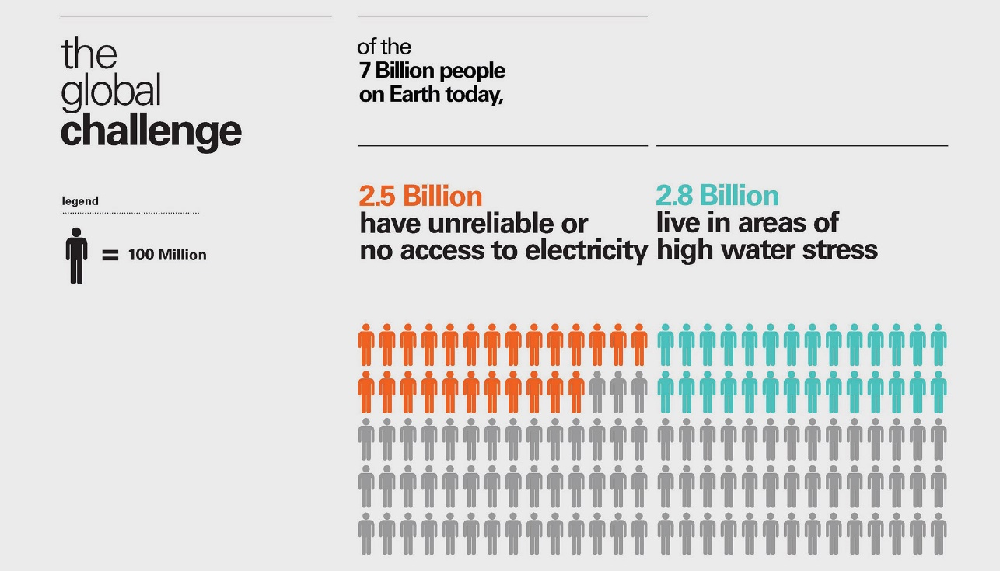 the
global
challenge
legend
= 100 Million
of the
7 Billion people
on Earth today,
2.5 Billion
have unreliable or
no access to electricity
2.8 Billion
live in areas of
high water stress